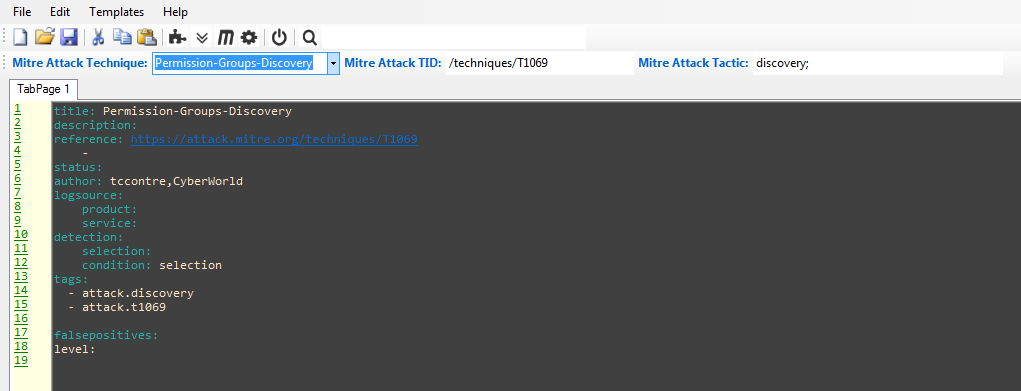 File Edit Templates Help
Mitre Attack Technique: Permission-Groups-Discovery Mitre Attack TID: /techniques/T1069 Mitre Attack Tactic: discovery;
TabPage 1
1 title: Permission-Groups-Discovery
2 description:
3 reference: https://attack.mitre.org/techniques/T1069
4 -
5 status:
6 author: tccontre,CyberWorld
7 logsource:
8 product:
9 service:
10 detection:
11 selection:
12 condition: selection
13 tags:
14 - attack.discovery
15 - attack.t1069
16
17 falsepositives:
18 level:
19